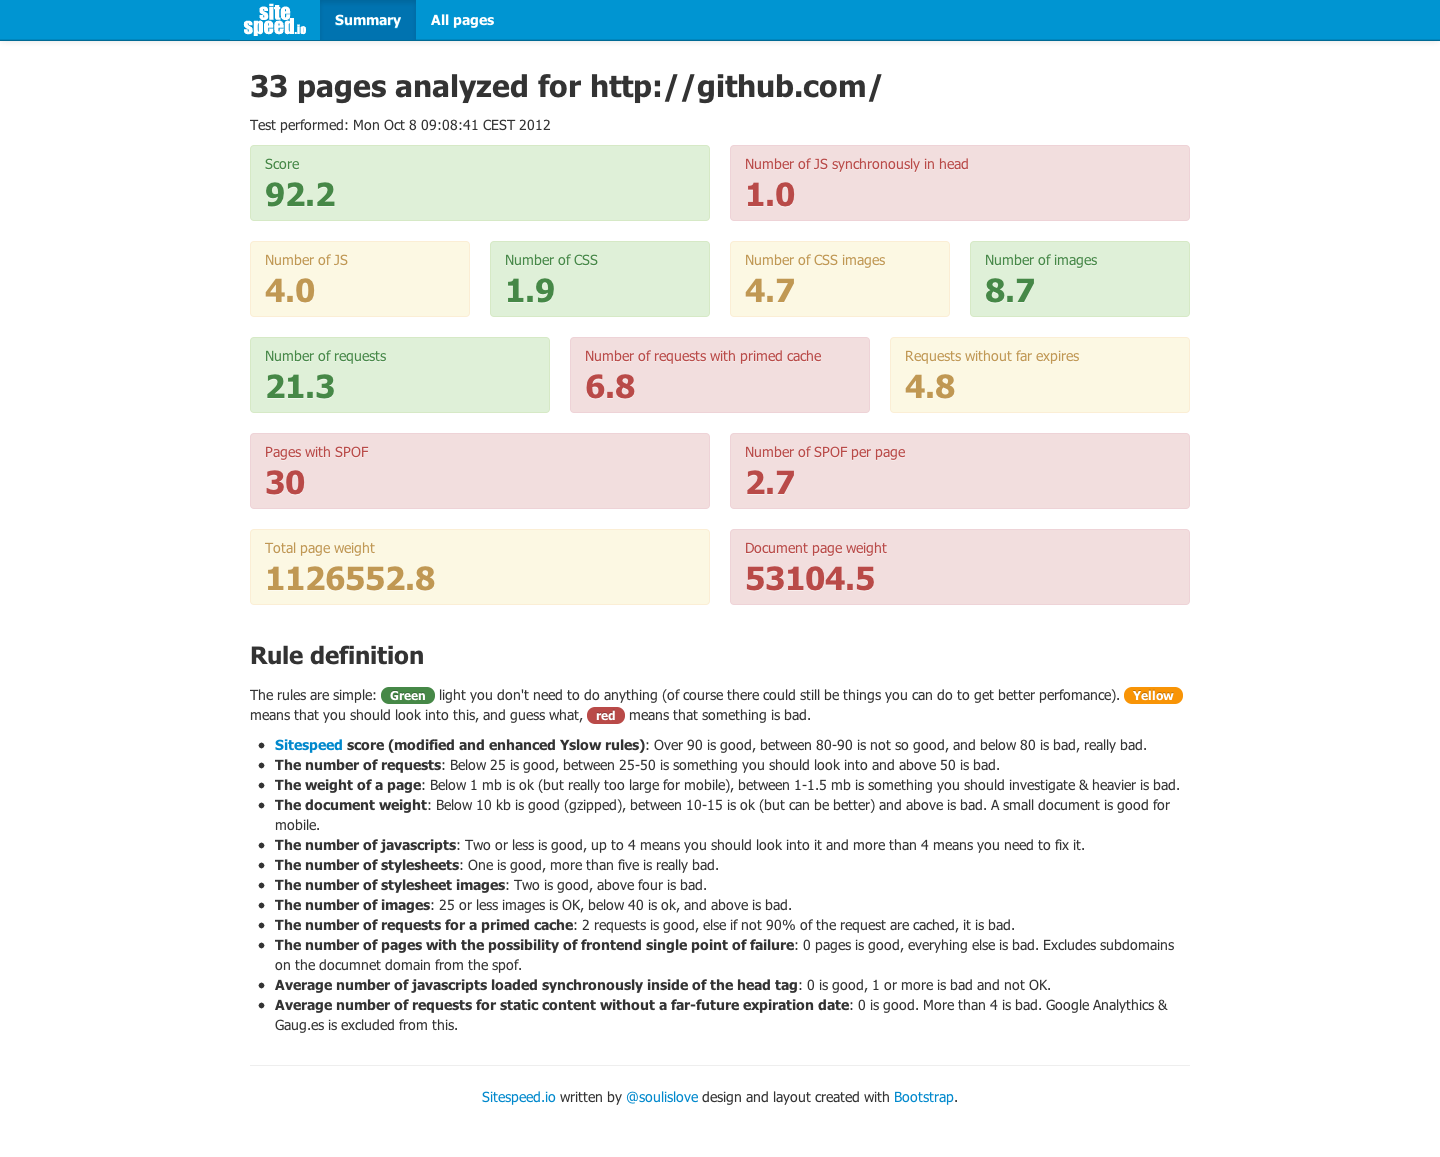 site
speed.io
Summary
All pages
33 pages analyzed for http://github.com/
Test performed: Mon Oct 8 09:08:41 CEST 2012
Score
92.2
Number of JS synchronously in head
1.0
Number of JS
4.0
Number of CSS
1.9
Number of CSS images
4.7
Number of images
8.7
Number of requests
21.3
Number of requests with primed cache
6.8
Requests without far expires
4.8
Pages with SPOF
30
Number of SPOF per page
2.7
Total page weight
1126552.8
Document page weight
53104.5
Rule definition
The rules are simple: Green light you don't need to do anything (of course there could still be things you can do to get better perfomance). Yellow
means that you should look into this, and guess what, red means that something is bad.
• Sitespeed score (modified and enhanced Yslow rules): Over 90 is good, between 80-90 is not so good, and below 80 is bad, really bad.
• The number of requests: Below 25 is good, between 25-50 is something you should look into and above 50 is bad.
• The weight of a page: Below 1 mb is ok (but really too large for mobile), between 1-1.5 mb is something you should investigate & heavier is bad.
• The document weight: Below 10 kb is good (gzipped), between 10-15 is ok (but can be better) and above is bad. A small document is good for
mobile.
• The number of javascripts: Two or less is good, up to 4 means you should look into it and more than 4 means you need to fix it.
• The number of stylesheets: One is good, more than five is really bad.
• The number of stylesheet images: Two is good, above four is bad.
• The number of images: 25 or less images is OK, below 40 is ok, and above is bad.
• The number of requests for a primed cache: 2 requests is good, else if not 90% of the request are cached, it is bad.
• The number of pages with the possibility of frontend single point of failure: 0 pages is good, everyhing else is bad. Excludes subdomains
on the documnet domain from the spof.
• Average number of javascripts loaded synchronously inside of the head tag: 0 is good, 1 or more is bad and not OK.
• Average number of requests for static content without a far-future expiration date: 0 is good. More than 4 is bad. Google Analythics &
Gaug.es is excluded from this.
Sitespeed.io written by @soulislove design and layout created with Bootstrap.